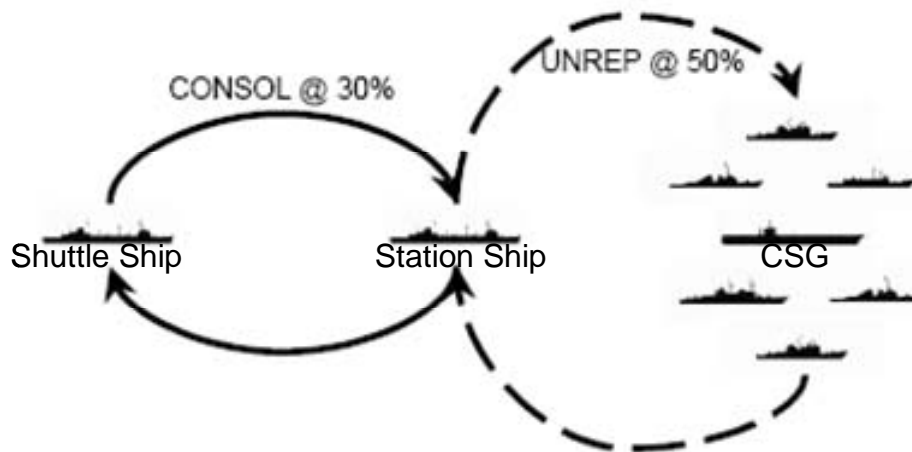 UNREP @ 50%
CONSOL @ 30%
Shuttle Ship
Station Ship
CSG